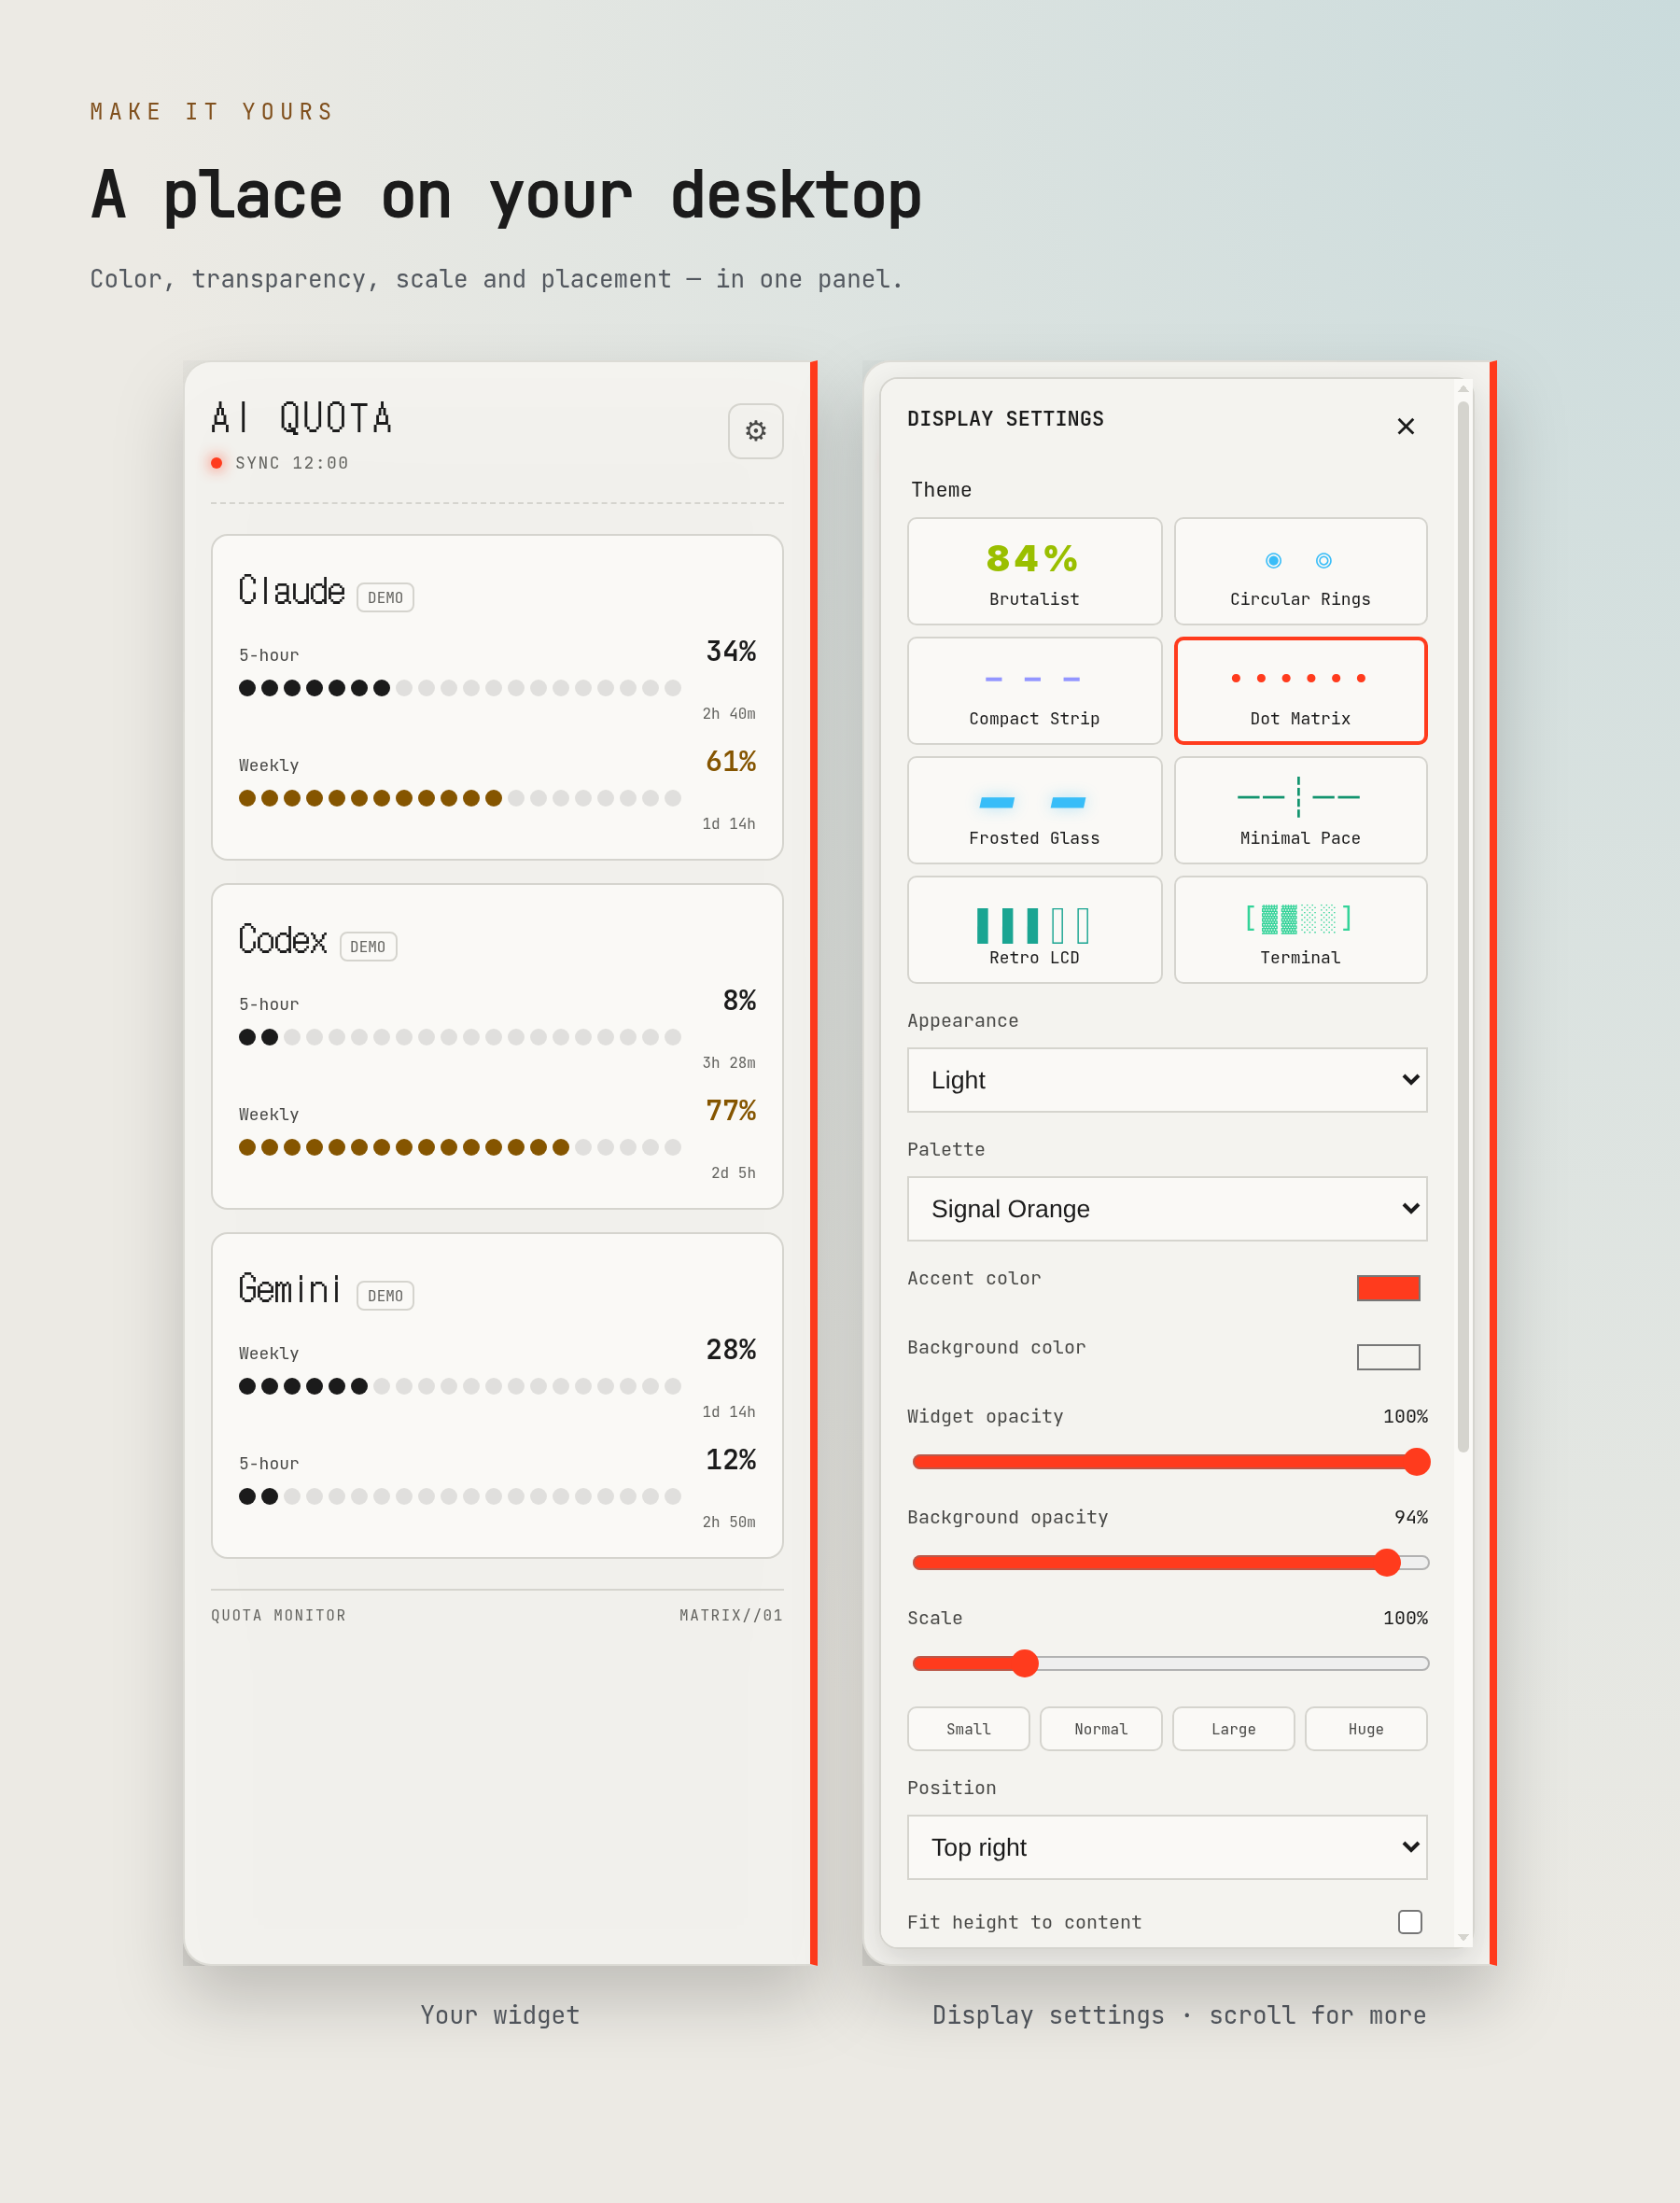 MAKE IT YOURS
A place on your desktop
Color, transparency, scale and placement — in one panel.
AI QUOTA
SYNC 12:00
Claude DEMO
5-hour 34%
2h 40m
Weekly 61%
1d 14h
Codex DEMO
5-hour 8%
3h 28m
Weekly 77%
2d 5h
Gemini DEMO
Weekly 28%
1d 14h
5-hour 12%
2h 50m
QUOTA MONITOR MATRIX//01
Your widget
DISPLAY SETTINGS
Theme
84%
Brutalist
Circular Rings
Compact Strip
Dot Matrix
Frosted Glass
Minimal Pace
Retro LCD
Terminal
Appearance
Light
Palette
Signal Orange
Accent color
Background color
Widget opacity 100%
Background opacity 94%
Scale 100%
Small Normal Large Huge
Position
Top right
Fit height to content
Display settings · scroll for more